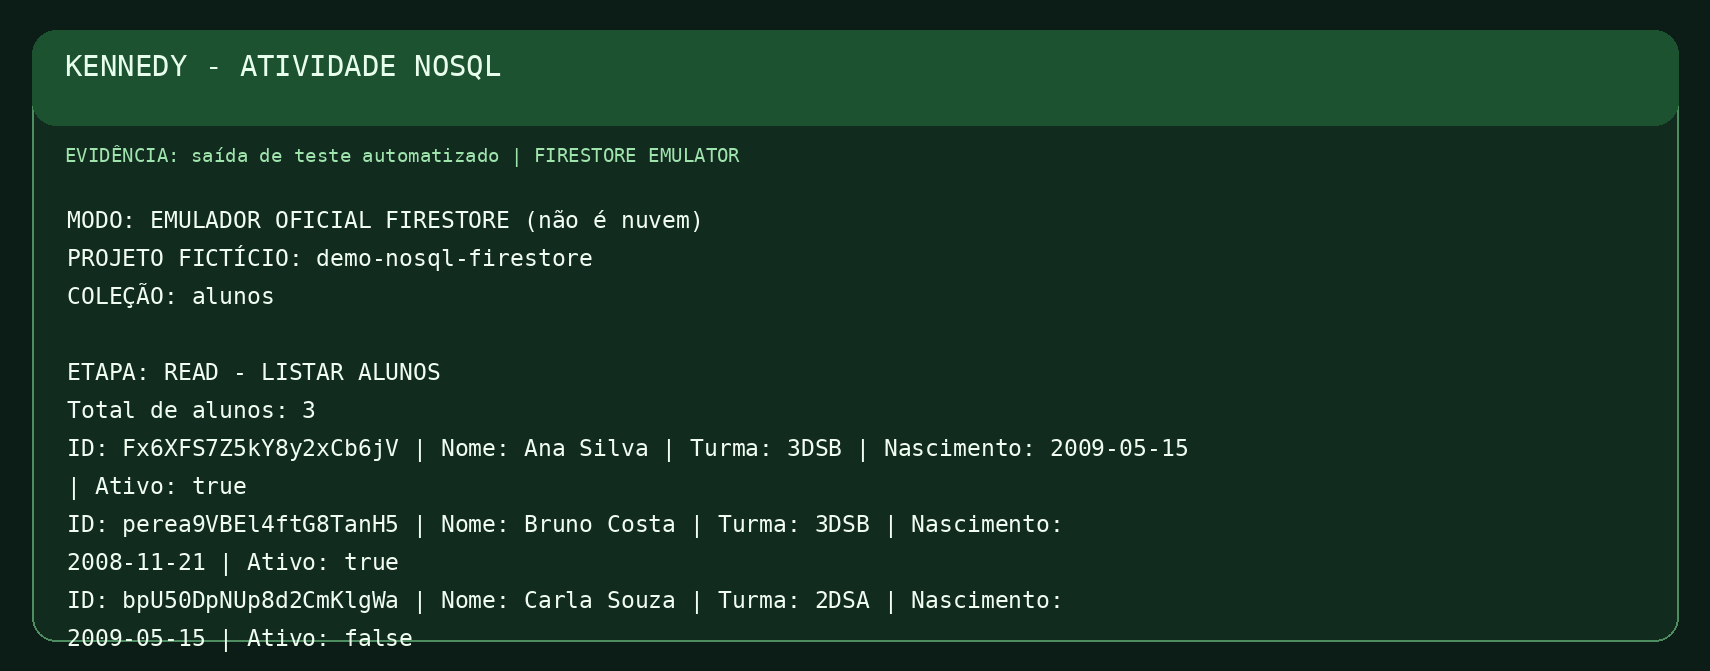 KENNEDY - ATIVIDADE NOSQL
EVIDÊNCIA: saída de teste automatizado | FIRESTORE EMULATOR
MODO: EMULADOR OFICIAL FIRESTORE (não é nuvem)
PROJETO FICTÍCIO: demo-nosql-firestore
COLEÇÃO: alunos
ETAPA: READ - LISTAR ALUNOS
Total de alunos: 3
ID: Fx6XFS7Z5kY8y2xCb6jV | Nome: Ana Silva | Turma: 3DSB | Nascimento: 2009-05-15
| Ativo: true
ID: perea9VBEl4ftG8TanH5 | Nome: Bruno Costa | Turma: 3DSB | Nascimento:
2008-11-21 | Ativo: true
ID: bpU50DpNUp8d2CmKlgWa | Nome: Carla Souza | Turma: 2DSA | Nascimento:
2009-05-15 | Ativo: false